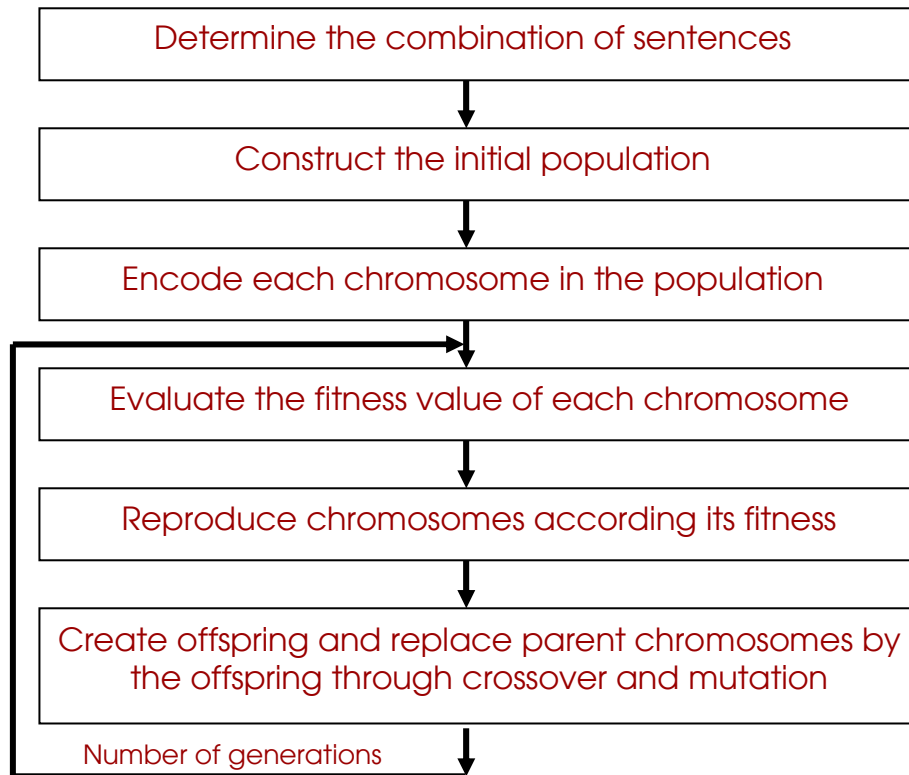 Determine the combination of sentences
Construct the initial population
Encode each chromosome in the population
Evaluate the fitness value of each chromosome
Reproduce chromosomes according its fitness
Create offspring and replace parent chromosomes by
the offspring through crossover and mutation
Number of generations